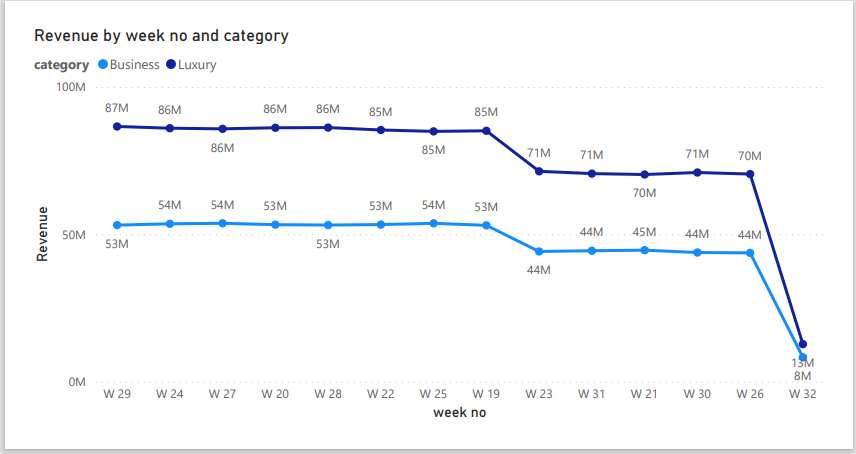 Revenue by week no and category
category Business Luxury
100M
50M
0M
Revenue
87M 86M 86M 86M 86M 85M 85M 85M 71M 71M 70M 71M 70M 13M
53M 54M 54M 53M 53M 53M 54M 53M 44M 44M 45M 44M 44M 8M
W 29 W 24 W 27 W 20 W 28 W 22 W 25 W 19 W 23 W 31 W 21 W 30 W 26 W 32
week no